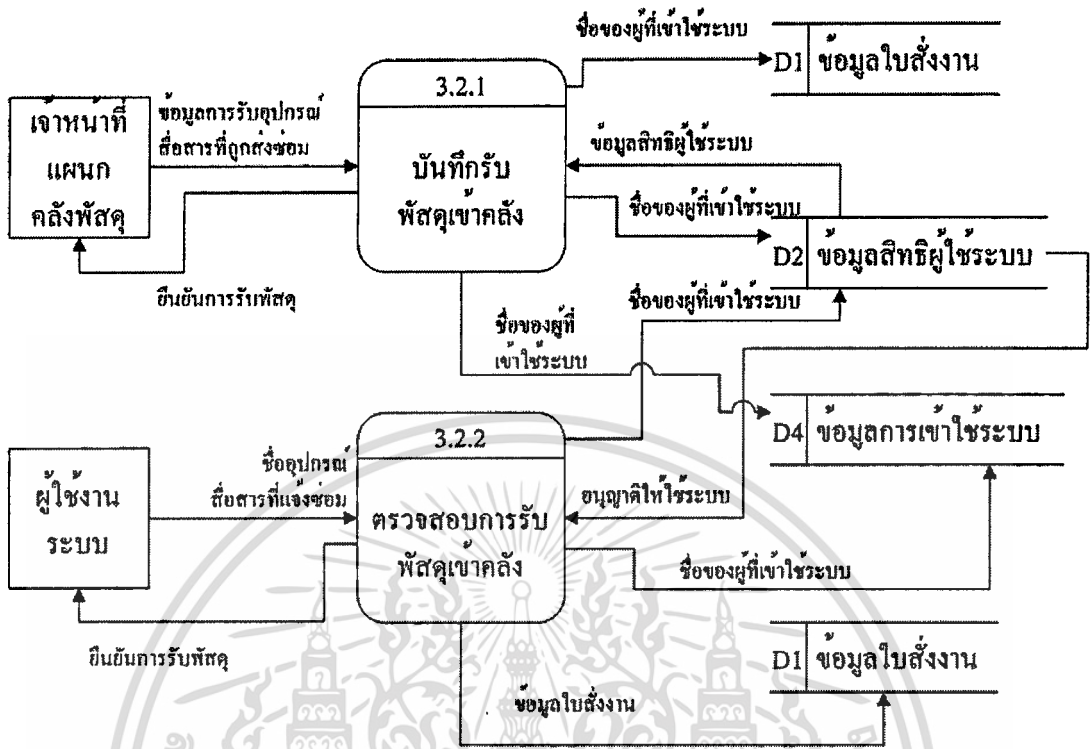 ชื่อของผู้ที่เข้าใช้ระบบ
D1 ข้อมูลใบสั่งงาน
3.2.1
เจ้าหน้าที่
แผนก
คลังพัสดุ
ข้อมูลการรับอุปกรณ์
สื่อสารที่ถูกส่งซ่อม
บันทึกรับ
พัสดุเข้าคลัง
ข้อมูลสิทธิผู้ใช้ระบบ
ชื่อของผู้ที่เข้าใช้ระบบ
D2 ข้อมูลสิทธิผู้ใช้ระบบ
ยืนยันการรับพัสดุ
ชื่อของผู้ที่เข้าใช้ระบบ
ชื่อของผู้ที่
เข้าใช้ระบบ
D4 ข้อมูลการเข้าใช้ระบบ
3.2.2
ผู้ใช้งาน
ระบบ
ชื่ออุปกรณ์
สื่อสารที่แจ้งซ่อม
ตรวจสอบการรับ
พัสดุเข้าคลัง
อนุญาติให้ใช้ระบบ
ชื่อของผู้ที่เข้าใช้ระบบ
ยืนยันการรับพัสดุ
D1 ข้อมูลใบสั่งงาน
ข้อมูลใบสั่งงาน